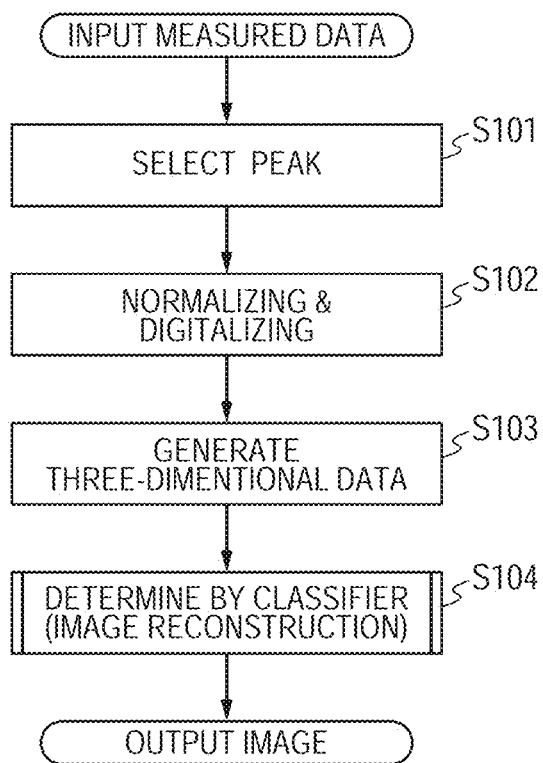 INPUT MEASURED DATA
S101
SELECT PEAK
S102
NORMALIZING &
DIGITALIZING
S103
GENERATE
THREE-DIMENTIONAL DATA
S104
DETERMINE BY CLASSIFIER
(IMAGE RECONSTRUCTION)
OUTPUT IMAGE